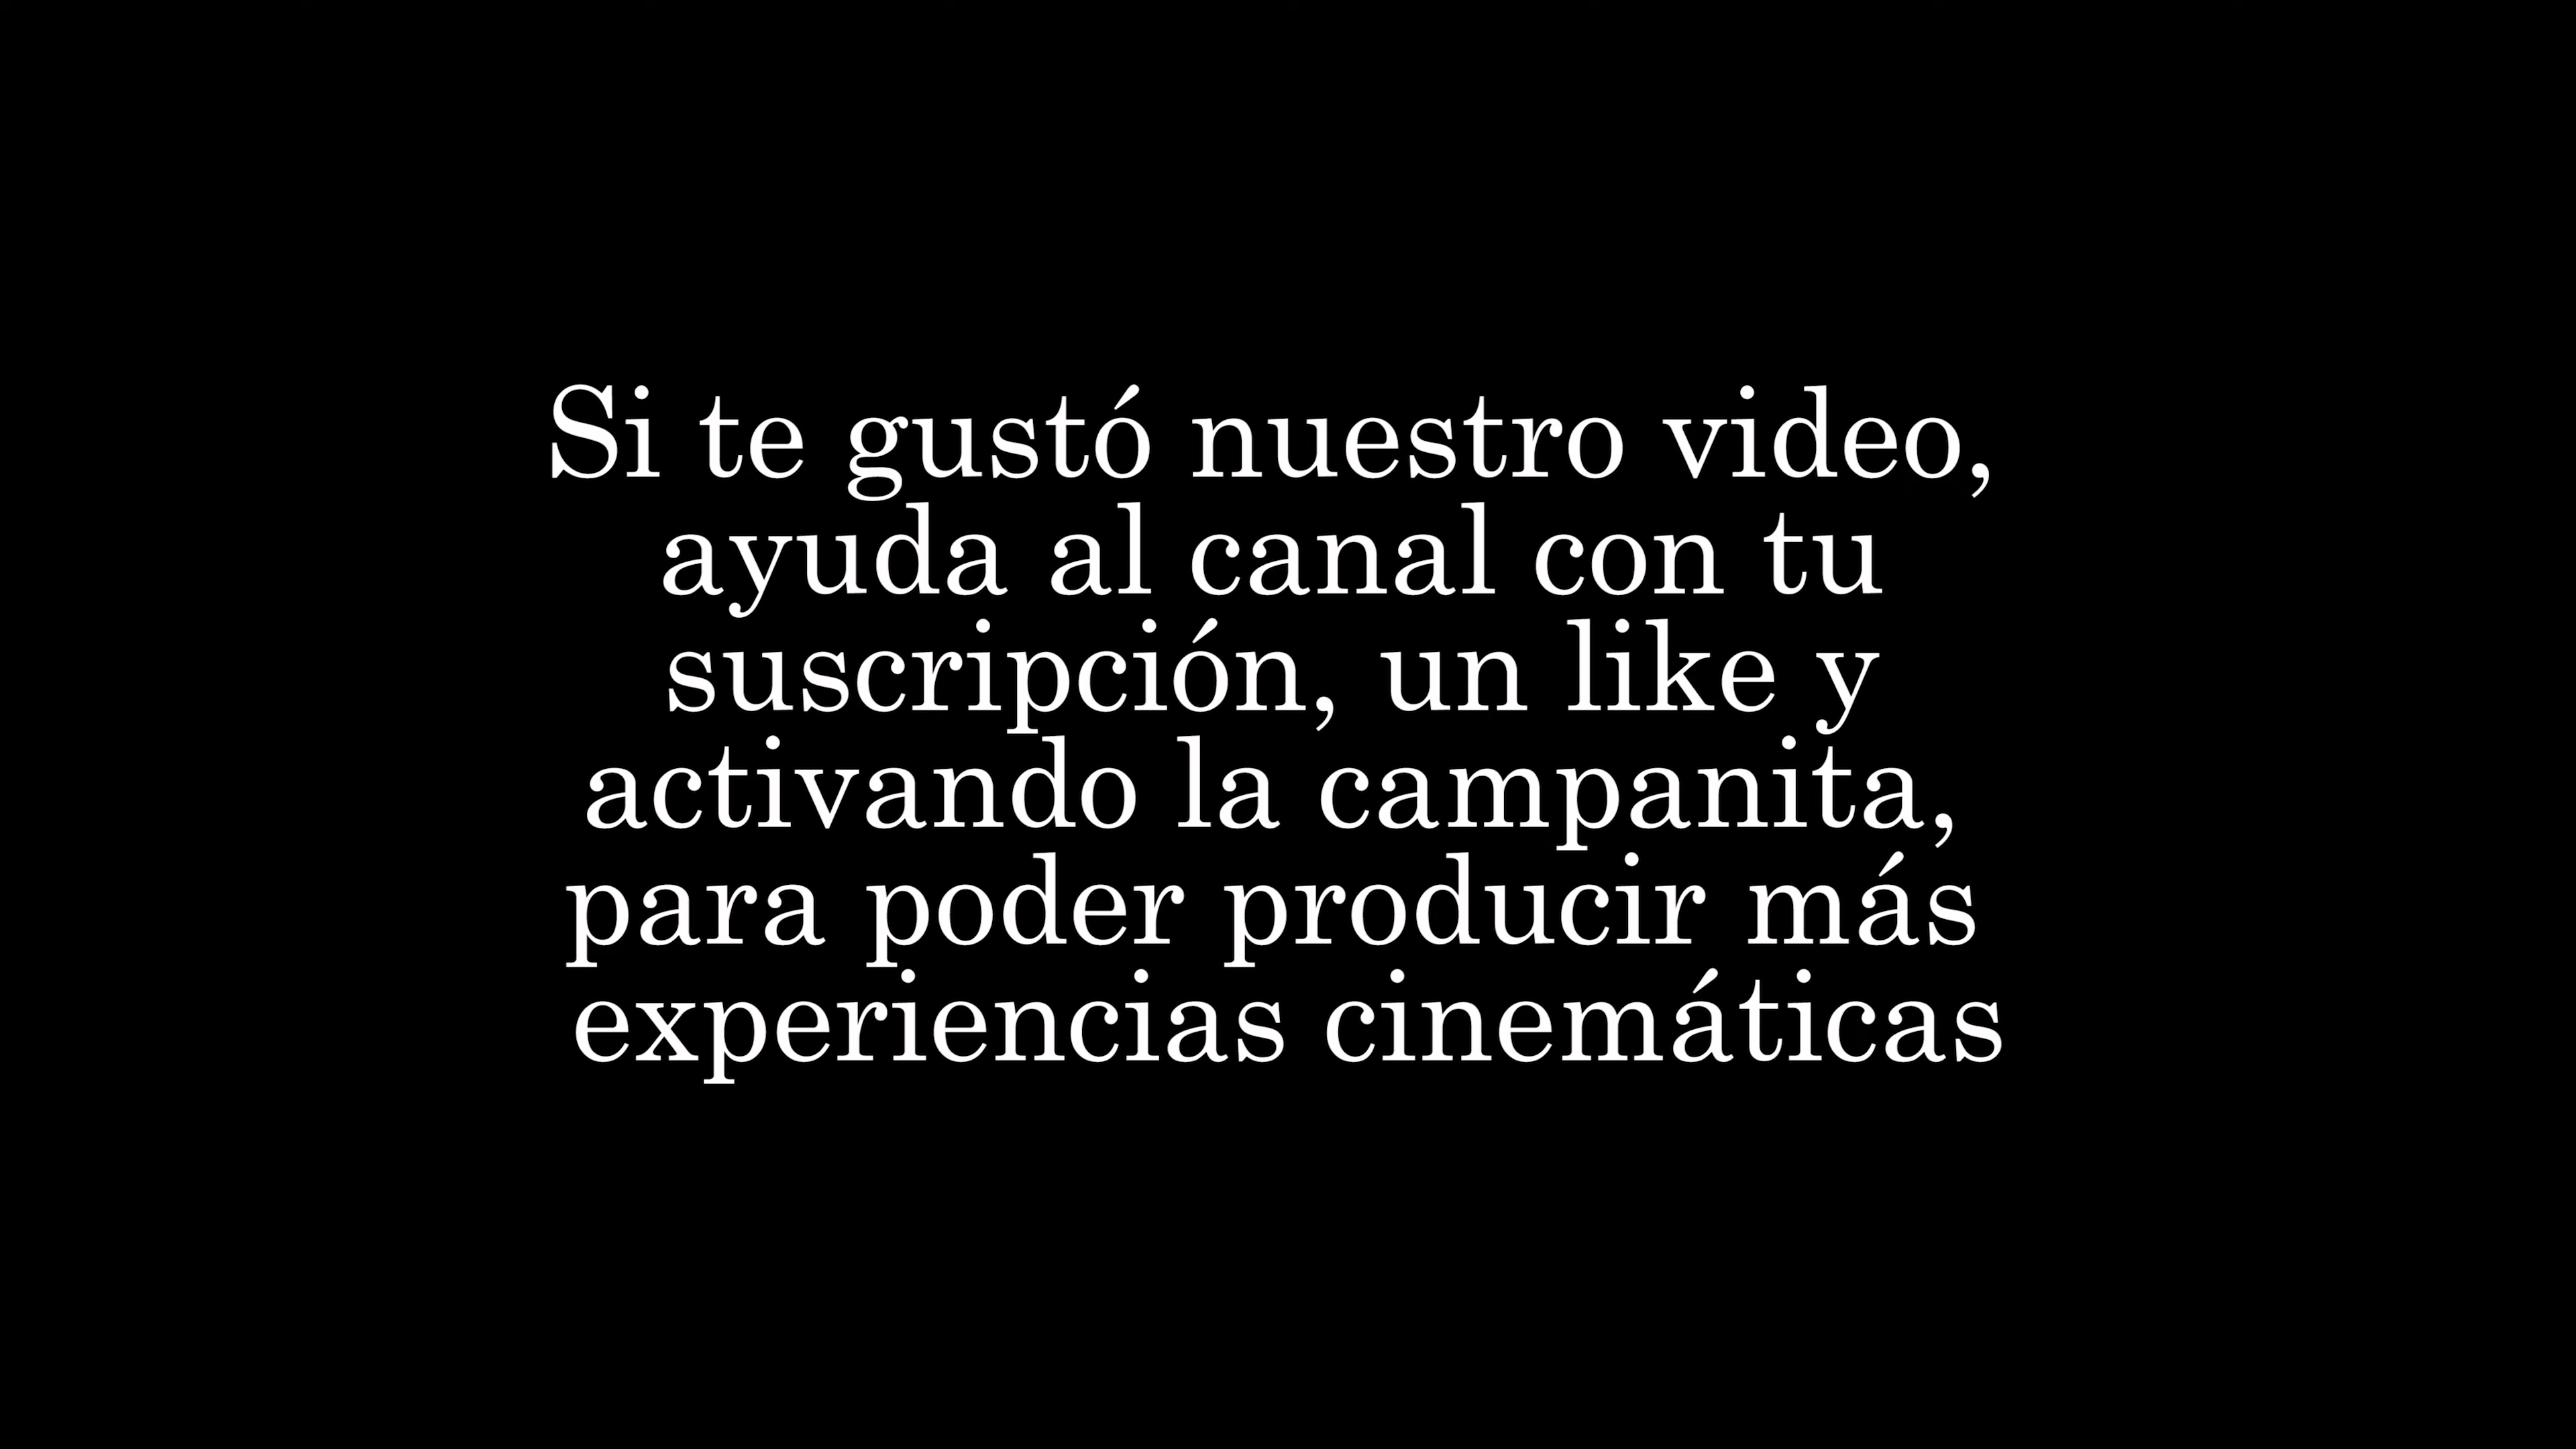 Si te gustó nuestro video,
ayuda al canal con tu
suscripción, un like y
activando la campanita,
para poder producir más
experiencias cinemáticas